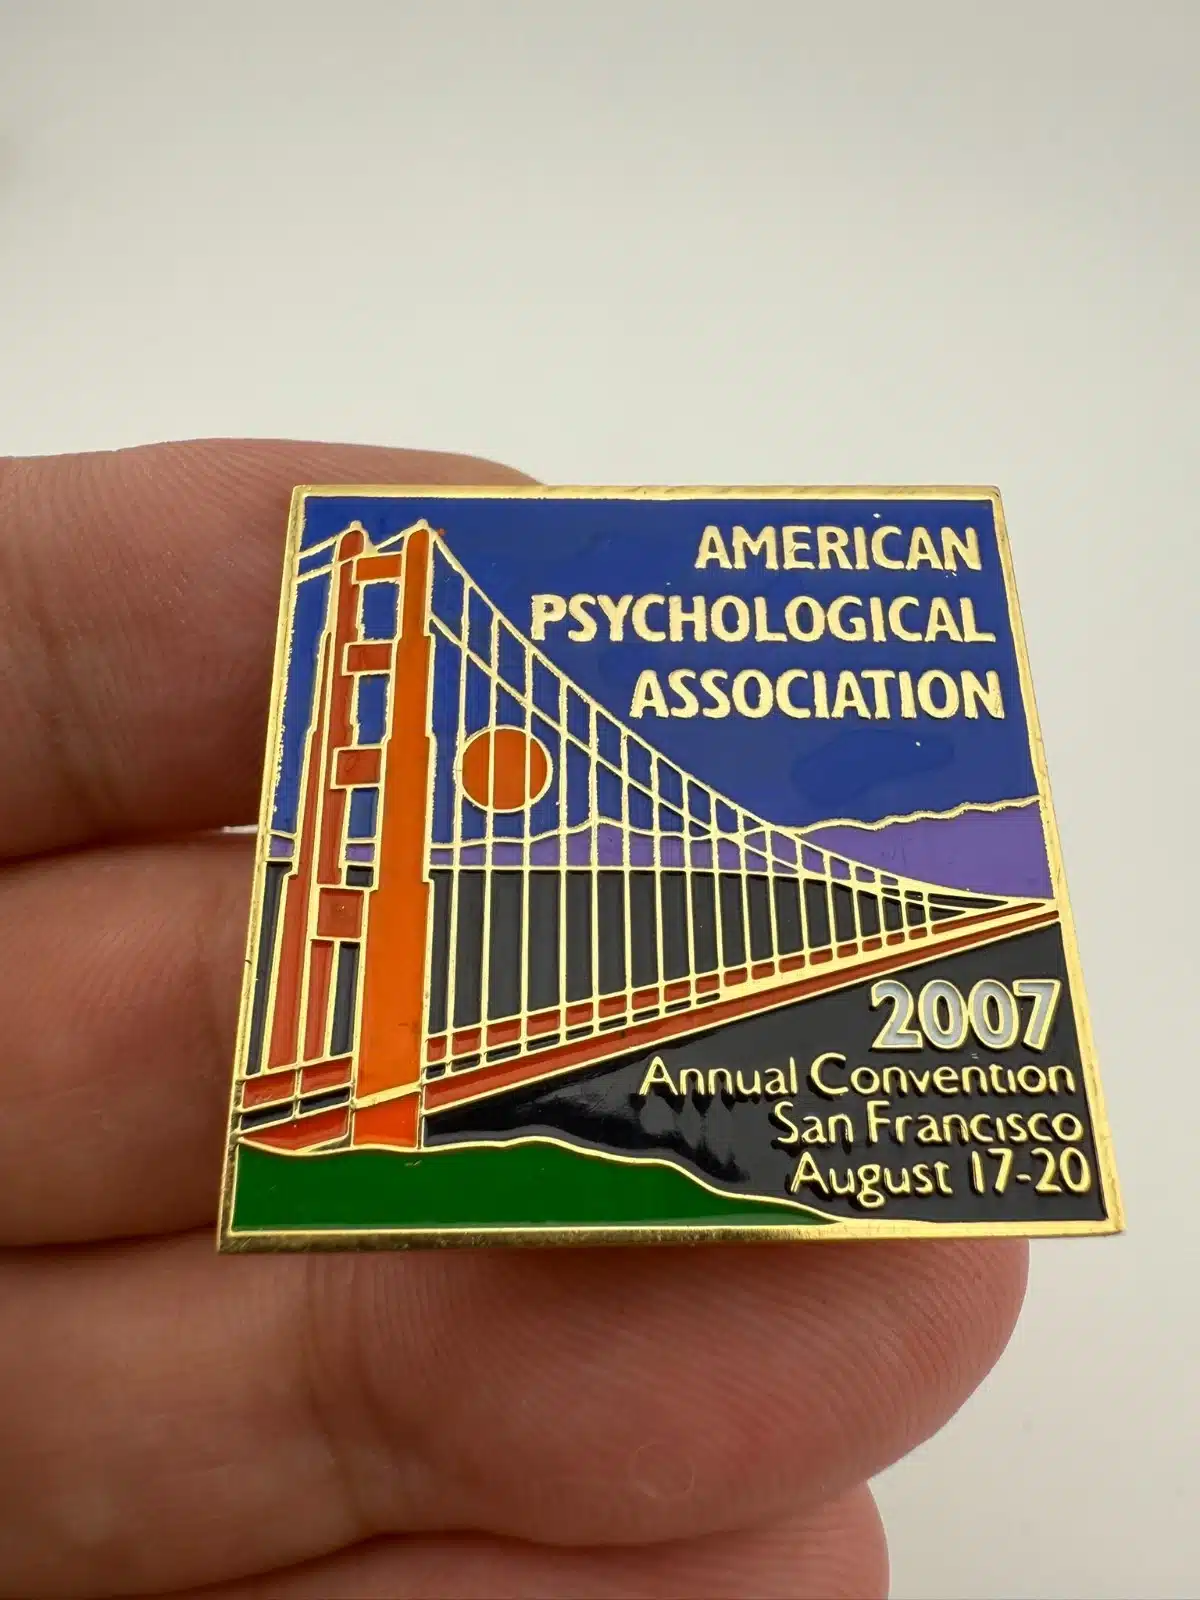 AMERICAN
PSYCHOLOGICAL
ASSOCIATION
2007
Annual Convention
San Francisco
August 17-20